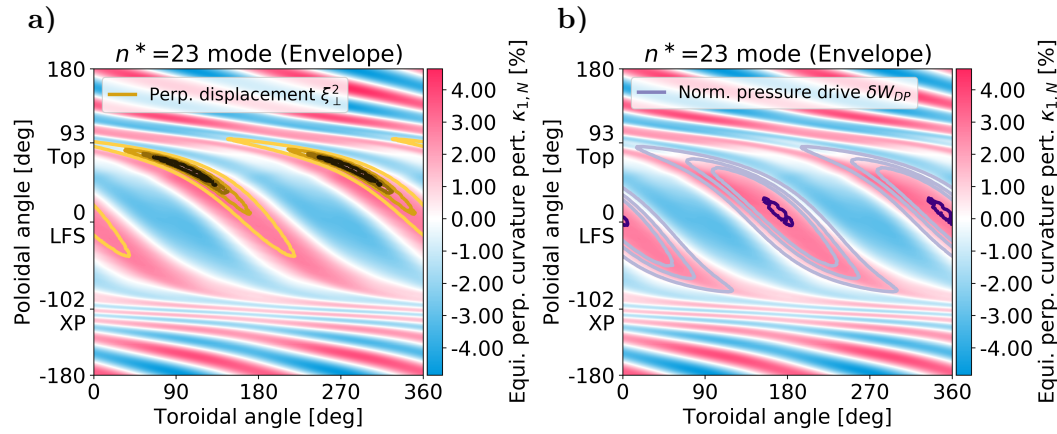 a)
n* =23 mode (Envelope)
Perp. displacement ξ⊥²
Poloidal angle [deg]
180
93
Top
0
LFS
-102
XP
-180
0 90 180 270 360
Toroidal angle [deg]
4.00
3.00
2.00
1.00
0.00
-1.00
-2.00
-3.00
-4.00
Equi. perp. curvature pert. κ1,N [%]
b)
n* =23 mode (Envelope)
Norm. pressure drive δWDP
Poloidal angle [deg]
180
93
Top
0
LFS
-102
XP
-180
0 90 180 270 360
Toroidal angle [deg]
4.00
3.00
2.00
1.00
0.00
-1.00
-2.00
-3.00
-4.00
Equi. perp. curvature pert. κ1,N [%]